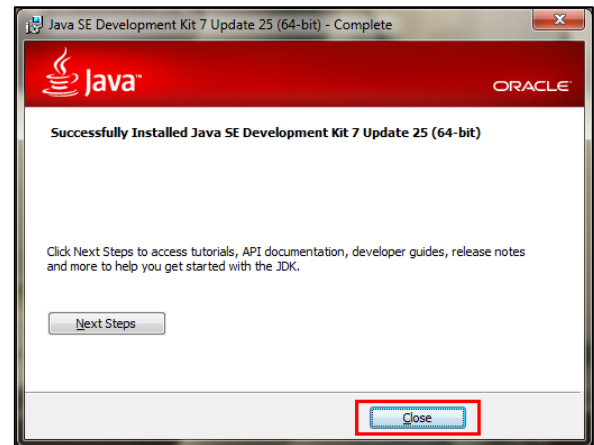 Java SE Development Kit 7 Update 25 (64-bit) - Complete
Java™
ORACLE®
Successfully Installed Java SE Development Kit 7 Update 25 (64-bit)
Click Next Steps to access tutorials, API documentation, developer guides, release notes
and more to help you get started with the JDK.
Next Steps
Close